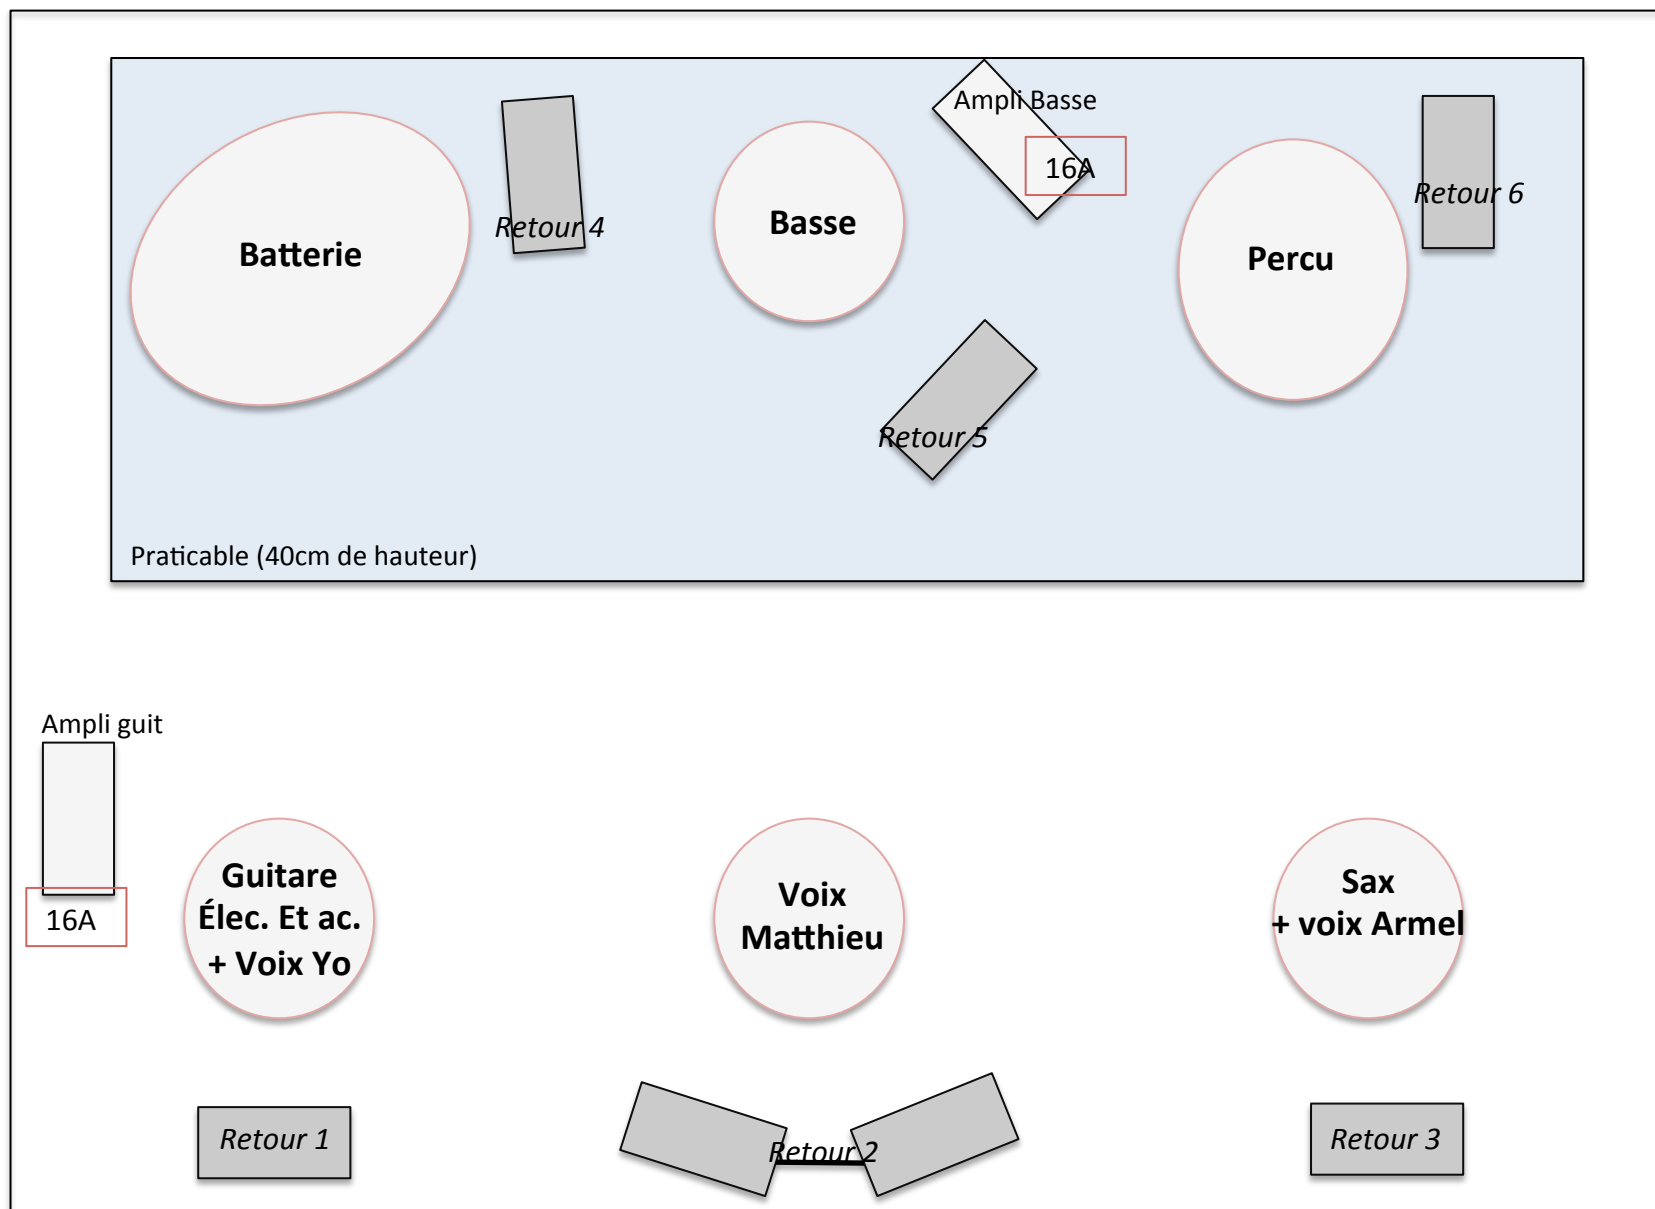 Ampli Basse
16A
Retour 4
Basse
Retour 6
Batterie
Percu
Retour 5
Praticable (40cm de hauteur)
Ampli guit
16A
Guitare
Élec. Et ac.
+ Voix Yo
Voix
Matthieu
Sax
+ voix Armel
Retour 1
Retour 2
Retour 3